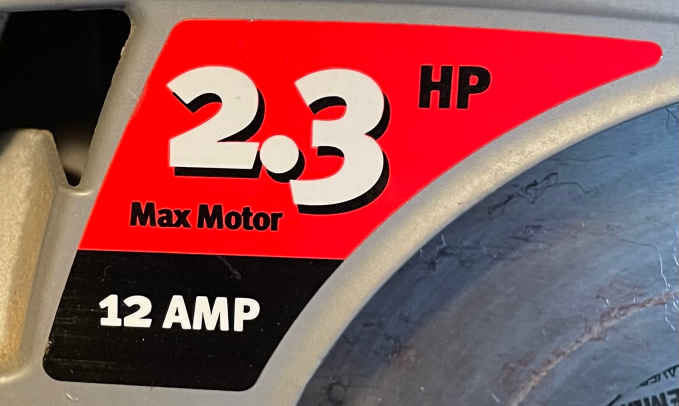 2.3 HP
Max Motor
12 AMP